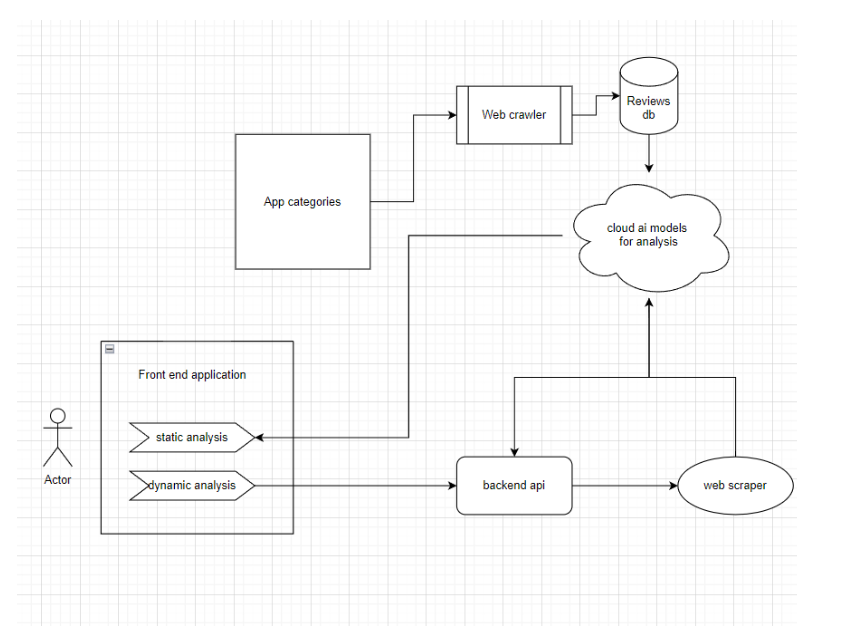 Web crawler
Reviews
db
App categories
cloud ai models
for analysis
Front end application
static analysis
dynamic analysis
Actor
backend api
web scraper